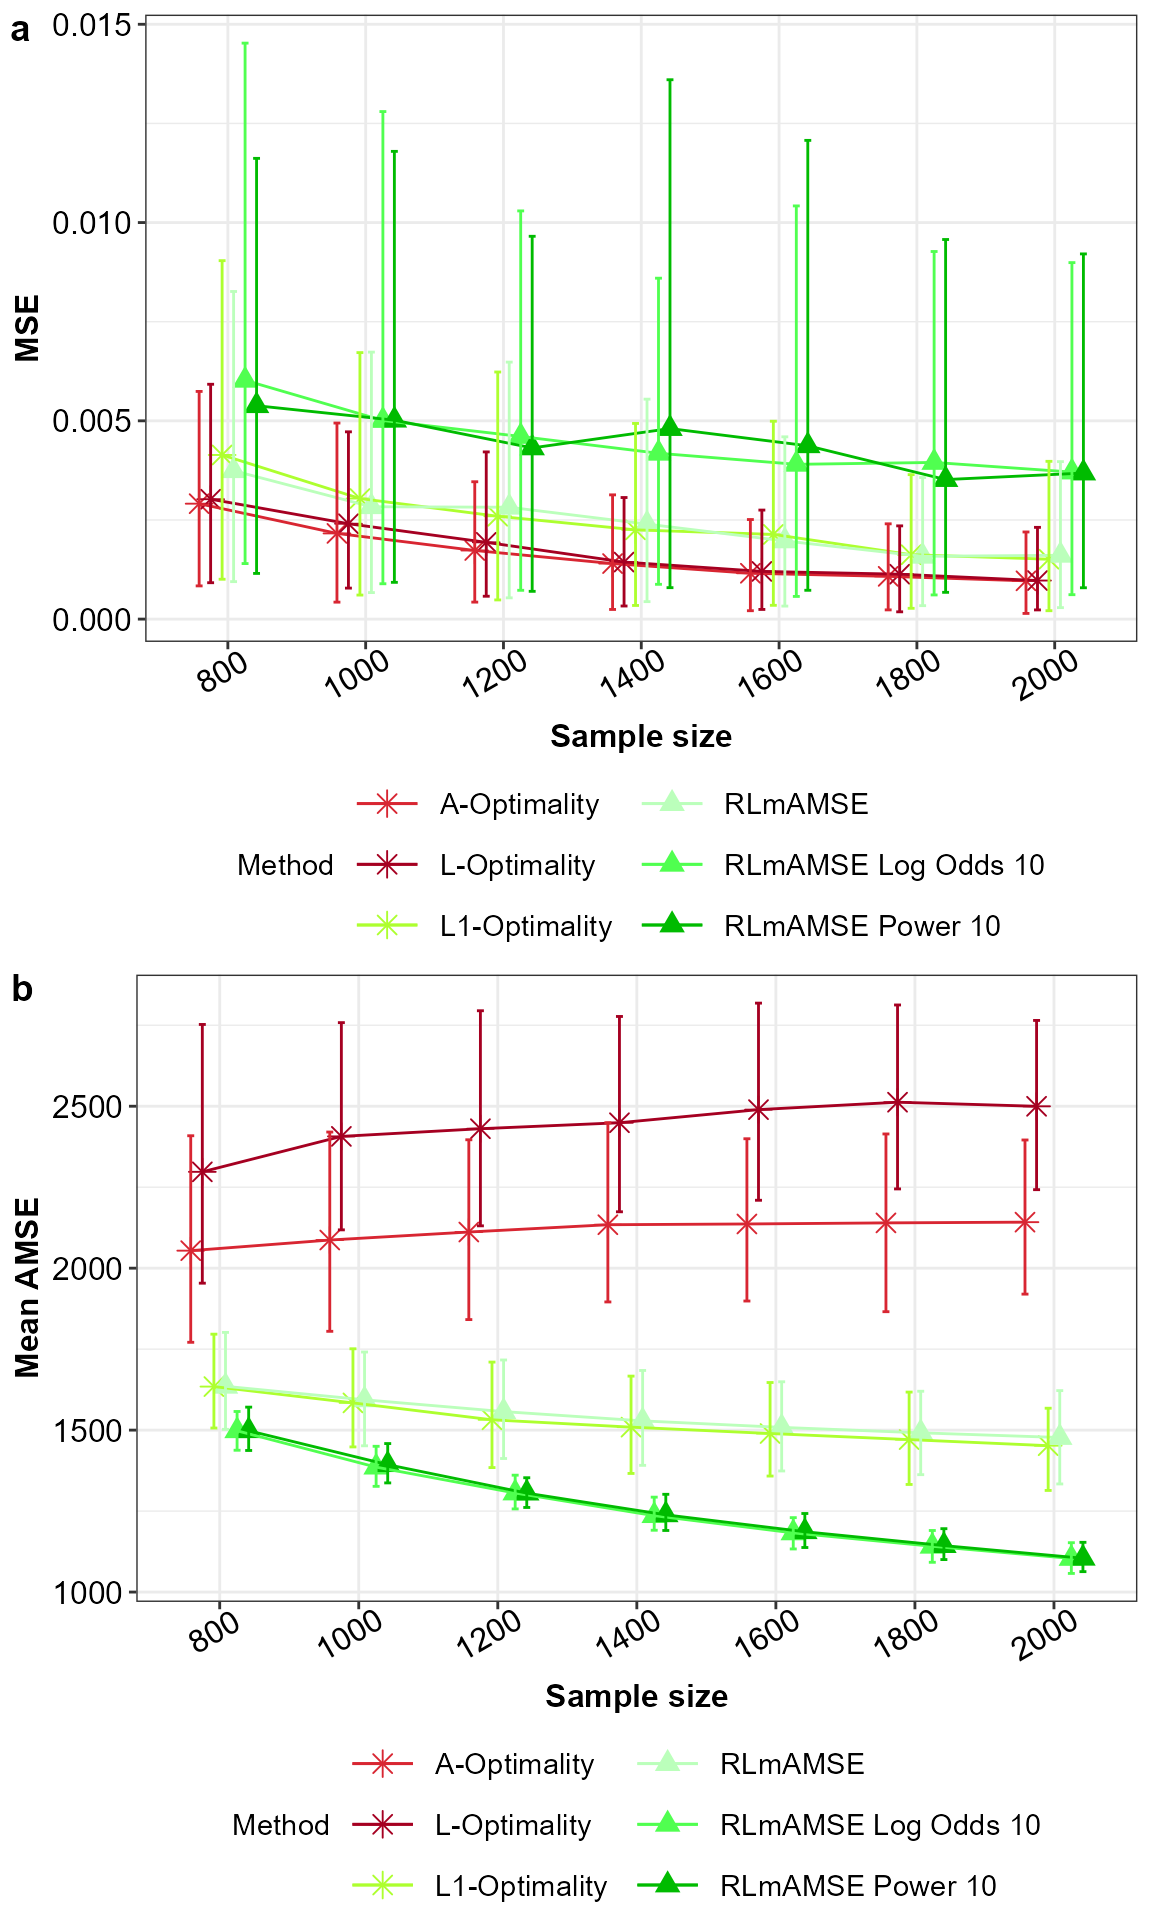 a
0.015
0.010
0.005
0.000
MSE
800 1000 1200 1400 1600 1800 2000
Sample size
Method
A-Optimality
L-Optimality
L1-Optimality
RLmAMSE
RLmAMSE Log Odds 10
RLmAMSE Power 10
b
2500
2000
1500
1000
Mean AMSE
800 1000 1200 1400 1600 1800 2000
Sample size
Method
A-Optimality
L-Optimality
L1-Optimality
RLmAMSE
RLmAMSE Log Odds 10
RLmAMSE Power 10